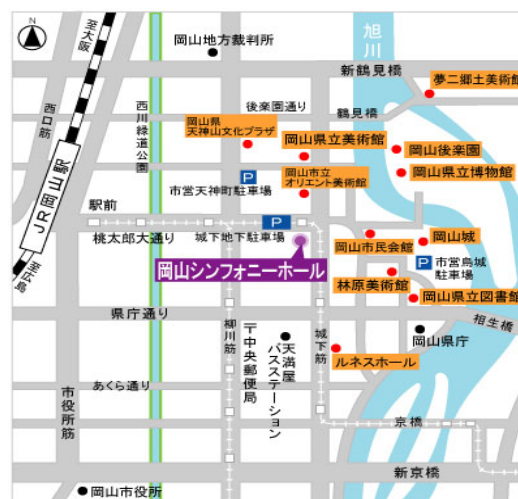 N
至大阪
岡山地方裁判所
旭川
新鶴見橋
夢二郷土美術館
西口筋
西川緑道公園
後楽園通り
鶴見橋
岡山県
天神山文化プラザ
岡山県立美術館
岡山後楽園
岡山県立博物館
P
市営天神町駐車場
岡山市立
オリエント美術館
JR岡山駅
駅前
P
桃太郎大通り
城下地下駐車場
岡山市民会館
岡山城
P
市営烏城
駐車場
岡山シンフォニーホール
至広島
林原美術館
岡山県立図書館
県庁通り
相生橋
柳川筋
〒中央郵便局
天満屋
バスステーション
城下筋
岡山県庁
ルネスホール
あくら通り
市役所筋
京橋
新京橋
岡山市役所